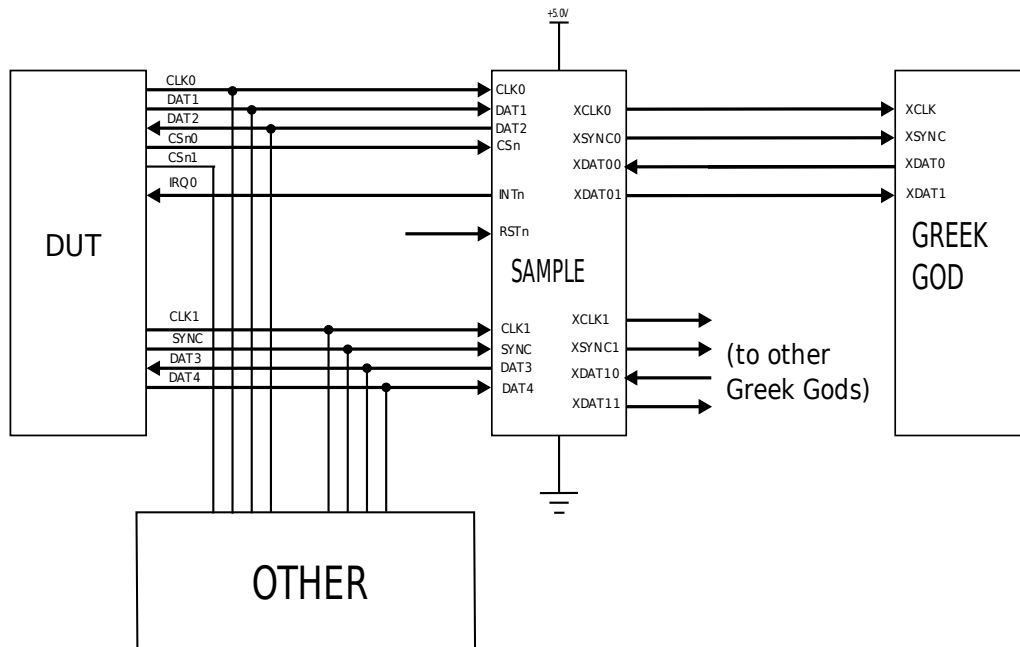 +5.0V
CLK0
DAT1
DAT2
CSn0
CSn1
IRQ0
DUT
CLK1
SYNC
DAT3
DAT4
CLK0
DAT1
DAT2
CSn
INTn
RSTn
SAMPLE
CLK1
SYNC
DAT3
DAT4
XCLK0
XSYNC0
XDAT00
XDAT01
XCLK1
XSYNC1
XDAT10
XDAT11
(to other
Greek Gods)
XCLK
XSYNC
XDAT0
XDAT1
GREEK
GOD
OTHER